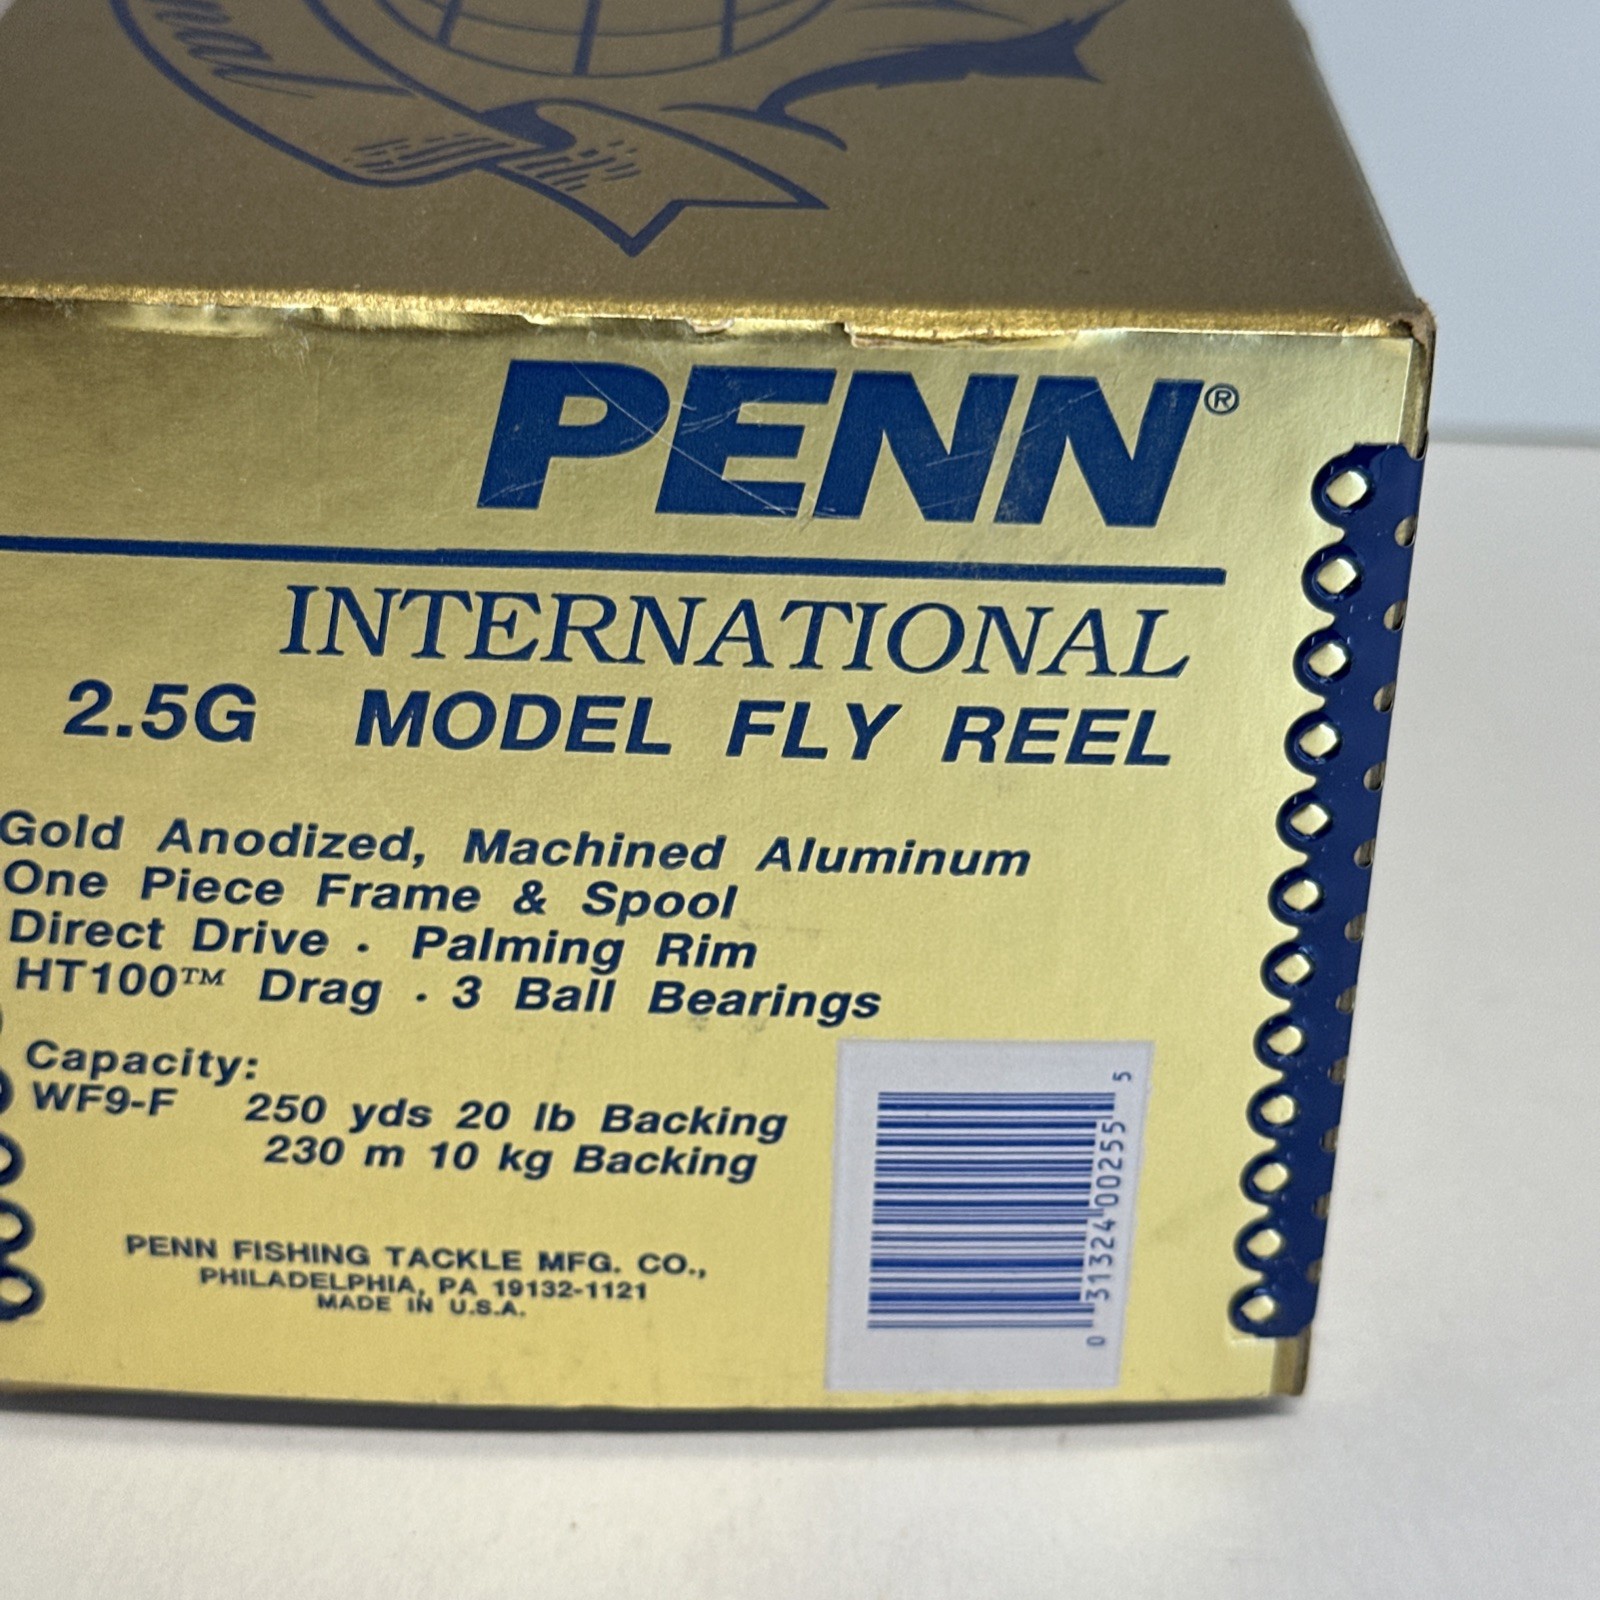 PENN®
INTERNATIONAL
2.5G MODEL FLY REEL
Gold Anodized, Machined Aluminum
One Piece Frame & Spool
Direct Drive · Palming Rim
HT100™ Drag · 3 Ball Bearings
Capacity:
WF9-F 250 yds 20 lb Backing
230 m 10 kg Backing
PENN FISHING TACKLE MFG. CO.,
PHILADELPHIA, PA 19132-1121
MADE IN U.S.A.
0 31324 00255 5